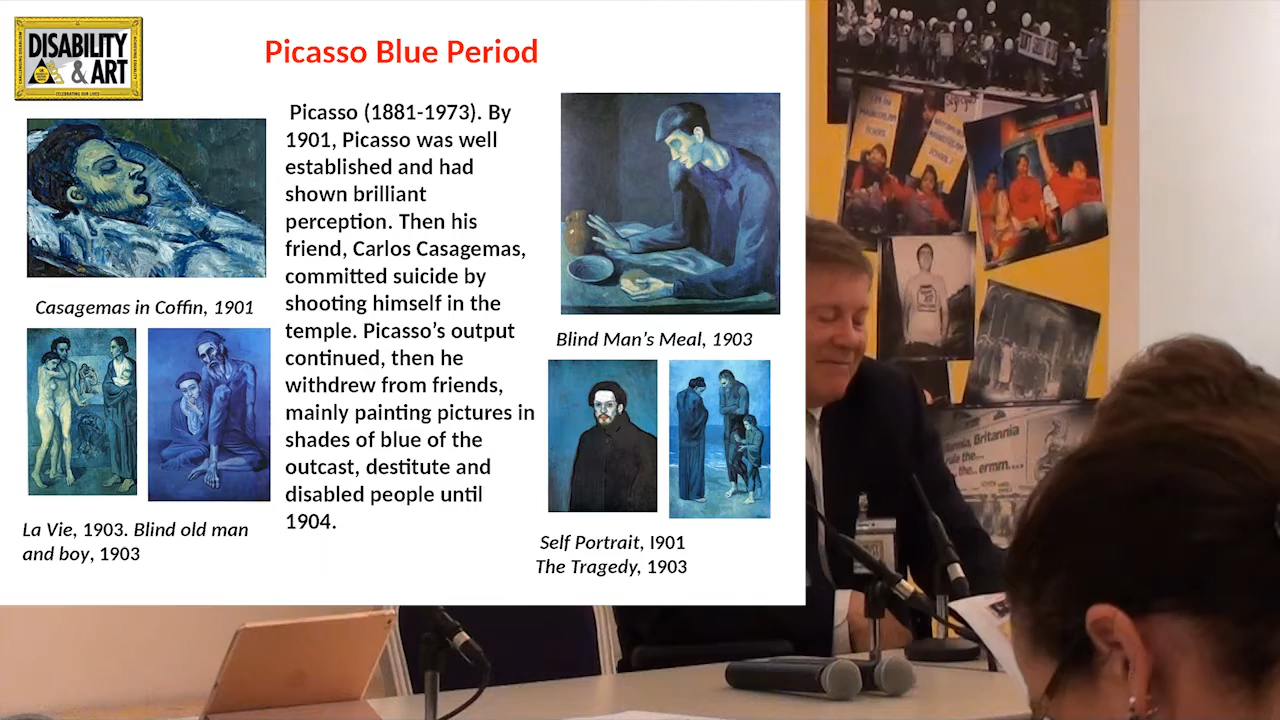 DISABILITY
& ART
CHALLENGING DISABLISM
CELEBRATING OUR LIVES
Picasso Blue Period
Picasso (1881-1973). By
1901, Picasso was well
established and had
shown brilliant
perception. Then his
friend, Carlos Casagemas,
committed suicide by
shooting himself in the
temple. Picasso’s output
continued, then he
withdrew from friends,
mainly painting pictures in
shades of blue of the
outcast, destitute and
disabled people until
1904.
Casagemas in Coffin, 1901
La Vie, 1903. Blind old man
and boy, 1903
Blind Man’s Meal, 1903
Self Portrait, I901
The Tragedy, 1903
Britannia
rule the...
the.. ermm....